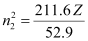 n₂² = 211.6 Z / 52.9